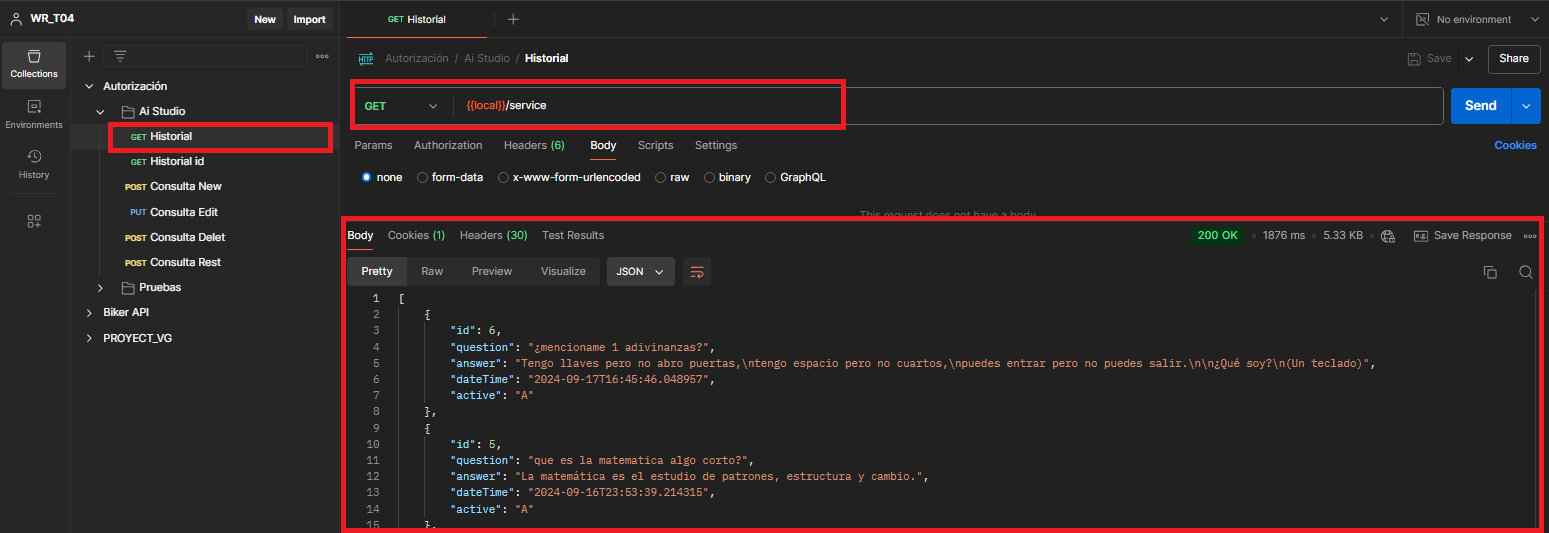 WR_T04
New
Import
GET Historial
No environment
Collections
Environments
History
Autorización
Ai Studio
GET Historial
GET Historial id
POST Consulta New
PUT Consulta Edit
POST Consulta Delet
POST Consulta Rest
Pruebas
Biker API
PROYECT_VG
HTTP
Autorización / Ai Studio / Historial
Save
Share
GET
{{local}}/service
Send
Params Authorization Headers (6) Body Scripts Settings
Cookies
none form-data x-www-form-urlencoded raw binary GraphQL
This request does not have a body
Body Cookies (1) Headers (30) Test Results
200 OK • 1876 ms • 5.33 KB
Save Response
Pretty Raw Preview Visualize JSON
1 [
2 {
3 "id": 6,
4 "question": "¿mencioname 1 adivinanzas?",
5 "answer": "Tengo llaves pero no abro puertas,\ntengo espacio pero no cuartos,\npuedes entrar pero no puedes salir.\n\n¿Qué soy?\n(Un teclado)",
6 "dateTime": "2024-09-17T16:45:46.048957",
7 "active": "A"
8 },
9 {
10 "id": 5,
11 "question": "que es la matematica algo corto?",
12 "answer": "La matemática es el estudio de patrones, estructura y cambio.",
13 "dateTime": "2024-09-16T23:53:39.214315",
14 "active": "A"
15 },